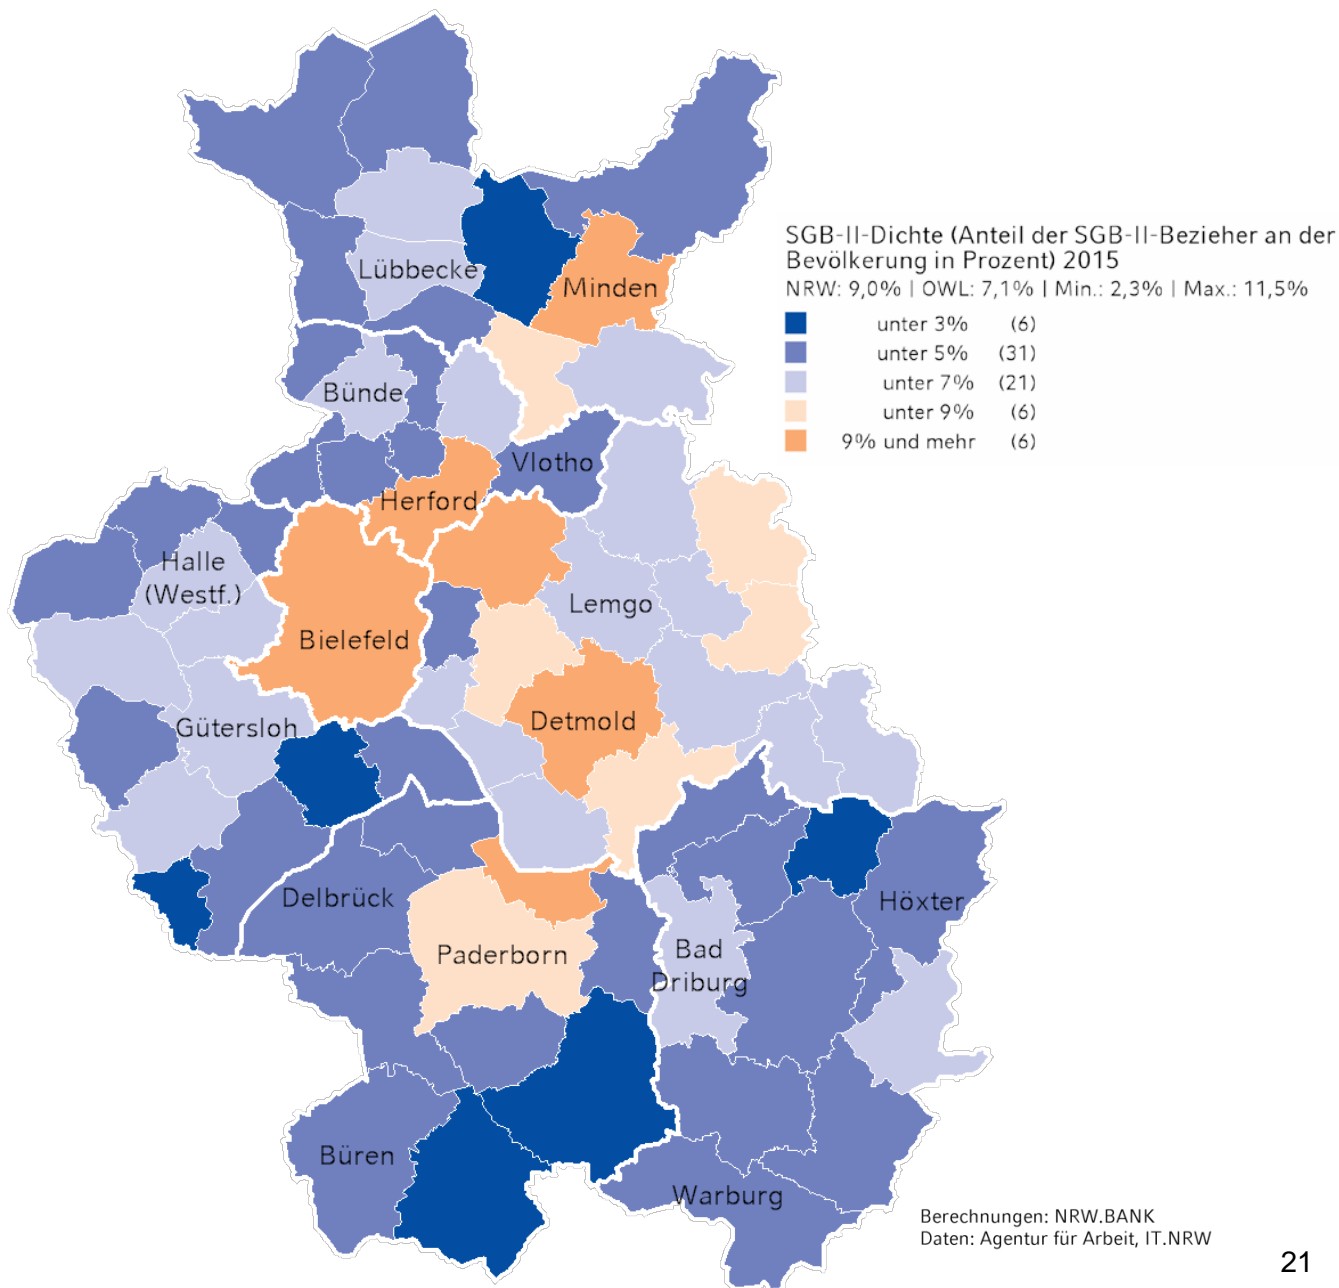 SGB-II-Dichte (Anteil der SGB-II-Bezieher an der
Bevölkerung in Prozent) 2015
NRW: 9,0% | OWL: 7,1% | Min.: 2,3% | Max.: 11,5%
unter 3% (6)
unter 5% (31)
unter 7% (21)
unter 9% (6)
9% und mehr (6)
Lübbecke
Minden
Bünde
Vlotho
Herford
Halle
(Westf.)
Lemgo
Bielefeld
Detmold
Gütersloh
Delbrück
Höxter
Paderborn
Bad
Driburg
Büren
Warburg
Berechnungen: NRW.BANK
Daten: Agentur für Arbeit, IT.NRW
21